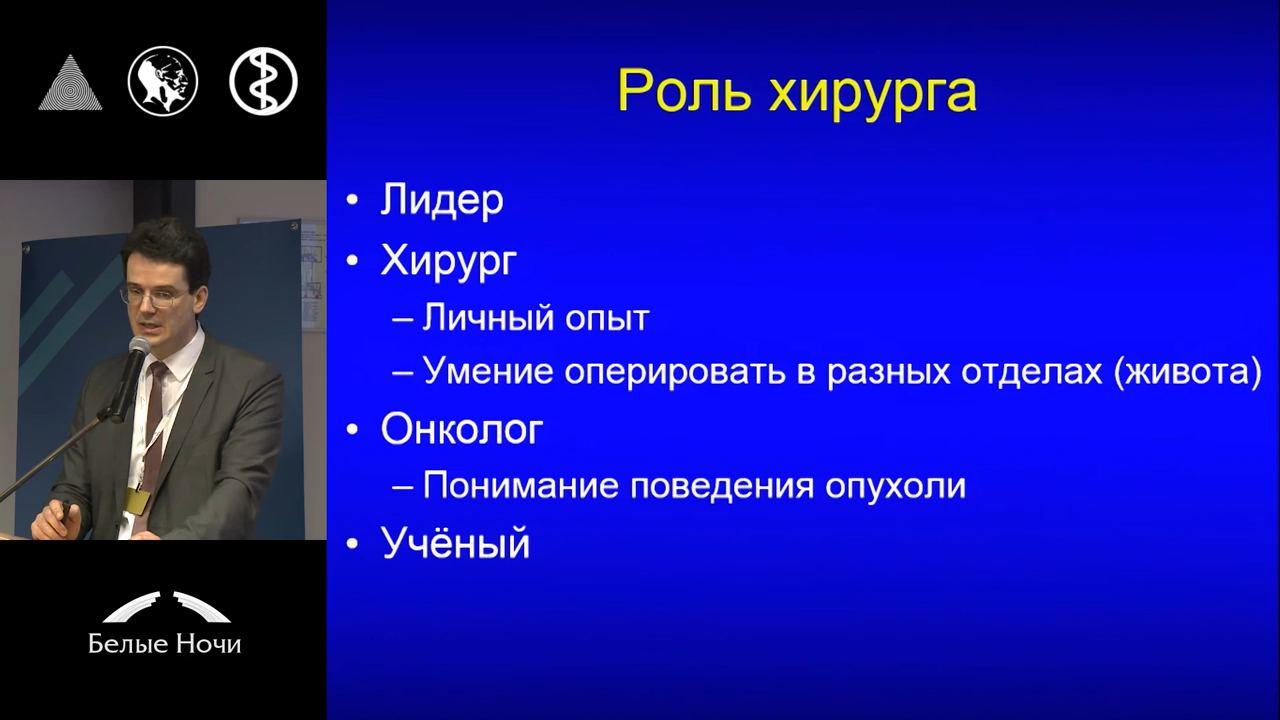 Роль хирурга
• Лидер
• Хирург
– Личный опыт
– Умение оперировать в разных отделах (живота)
• Онколог
– Понимание поведения опухоли
• Учёный
Белые Ночи